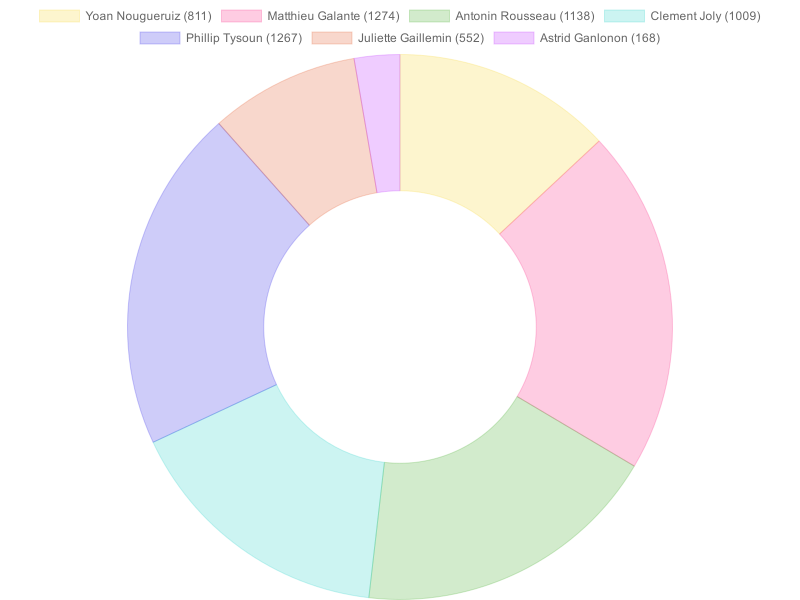 Yoan Nougueruiz (811) Matthieu Galante (1274) Antonin Rousseau (1138) Clement Joly (1009)
Phillip Tysoun (1267) Juliette Gaillemin (552) Astrid Ganlonon (168)